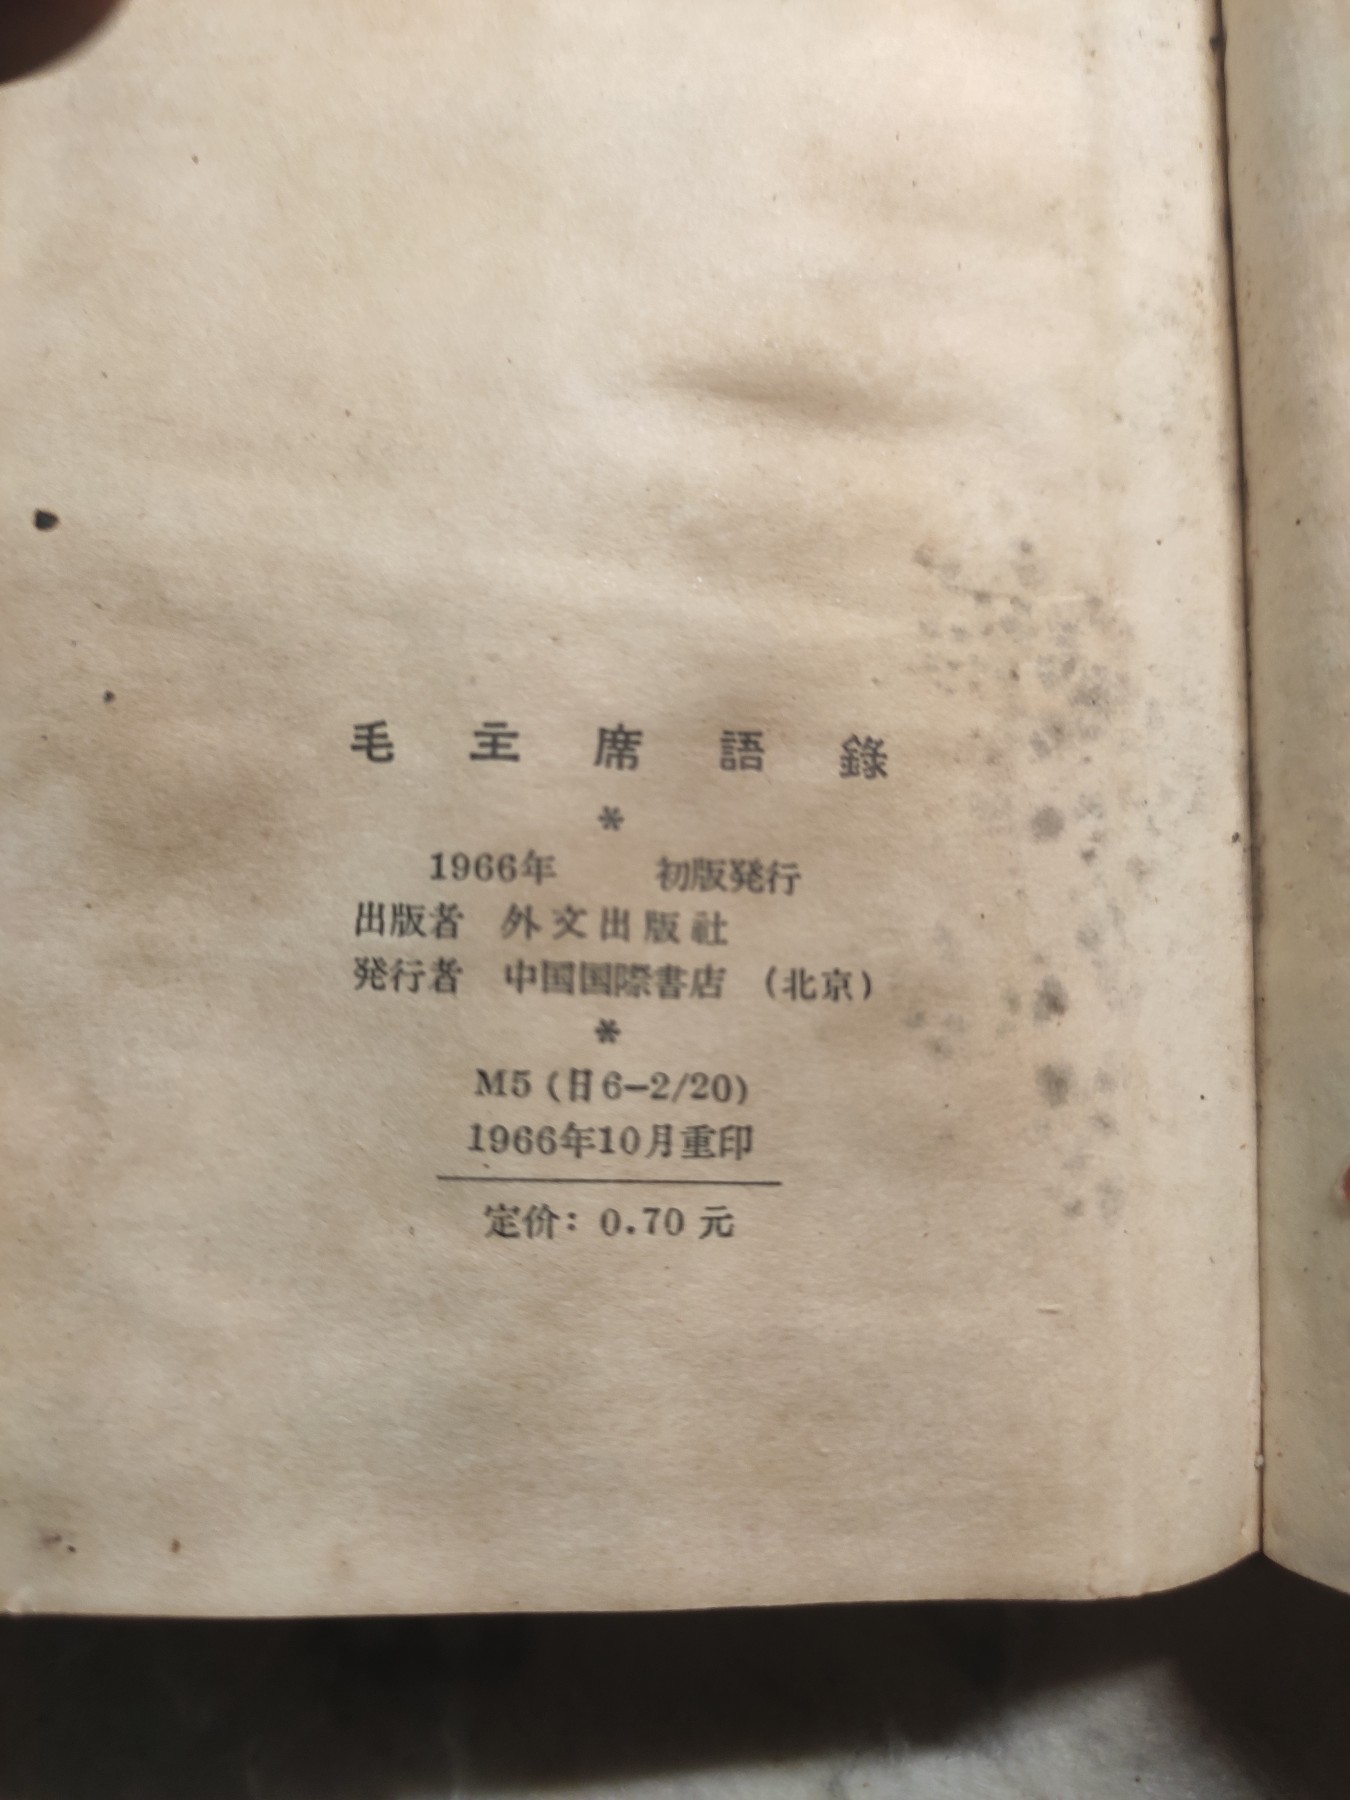 毛主席語錄
*
1966年 初版発行
出版者 外文出版社
発行者 中国国際書店 (北京)
*
M5 (日6-2/20)
1966年10月重印
定价: 0.70 元